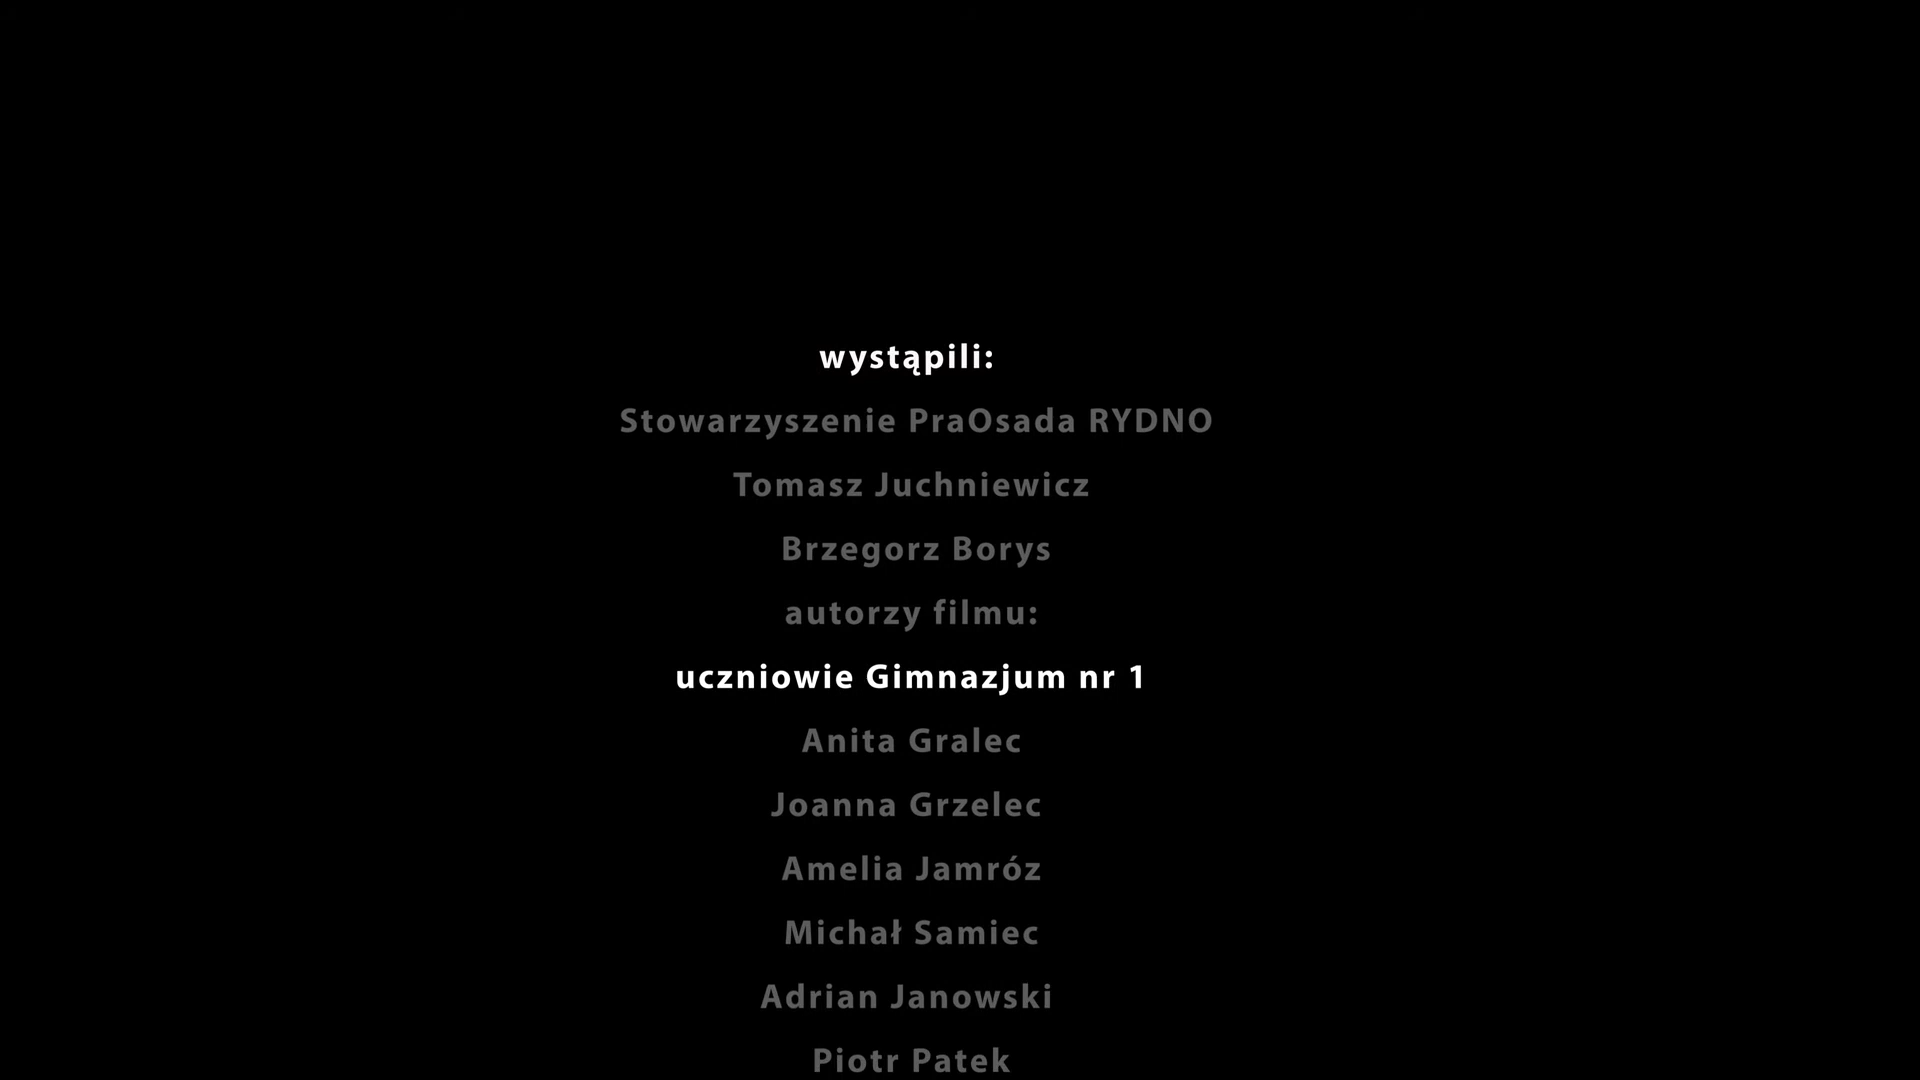 wystąpili:
Stowarzyszenie PraOsada RYDNO
Tomasz Juchniewicz
Brzegorz Borys
autorzy filmu:
uczniowie Gimnazjum nr 1
Anita Gralec
Joanna Grzelec
Amelia Jamróz
Michał Samiec
Adrian Janowski
Piotr Patek